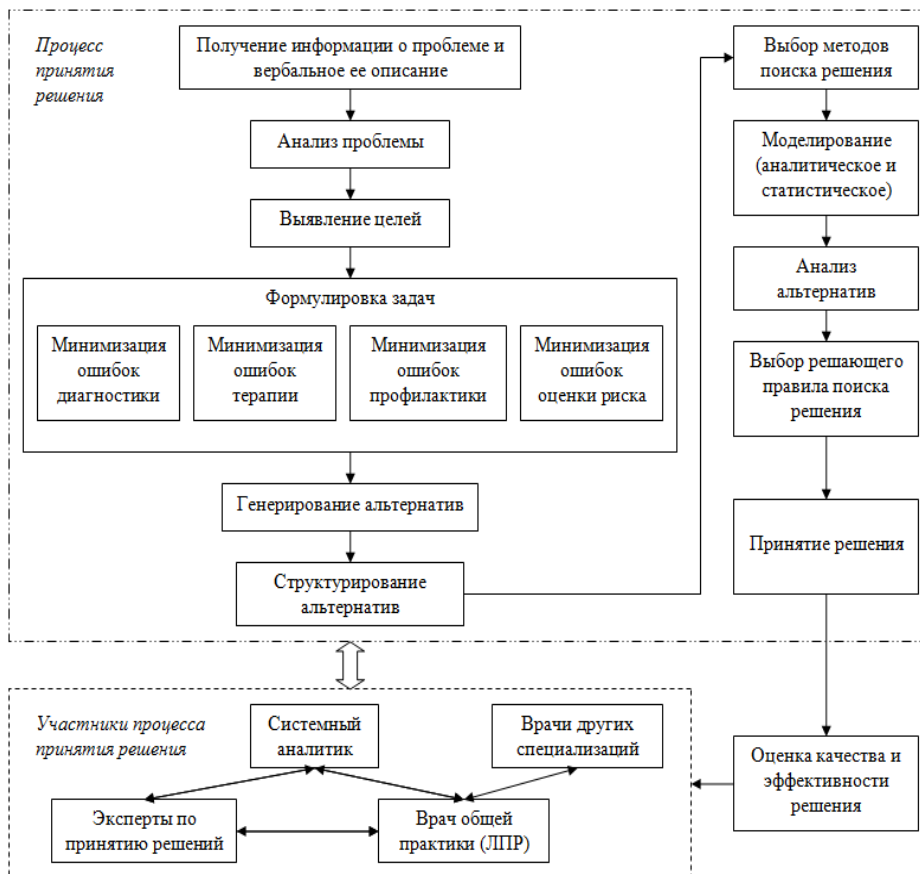 Процесс
принятия
решения
Получение информации о проблеме и
вербальное ее описание
Анализ проблемы
Выявление целей
Формулировка задач
Минимизация
ошибок
диагностики
Минимизация
ошибок
терапии
Минимизация
ошибок
профилактики
Минимизация
ошибок
оценки риска
Генерирование альтернатив
Структурирование
альтернатив
Выбор методов
поиска решения
Моделирование
(аналитическое и
статистическое)
Анализ
альтернатив
Выбор решающего
правила поиска
решения
Принятие решения
Оценка качества и
эффективности
решения
Участники процесса
принятия решения
Системный
аналитик
Врачи других
специализаций
Эксперты по
принятию решений
Врач общей
практики (ЛПР)